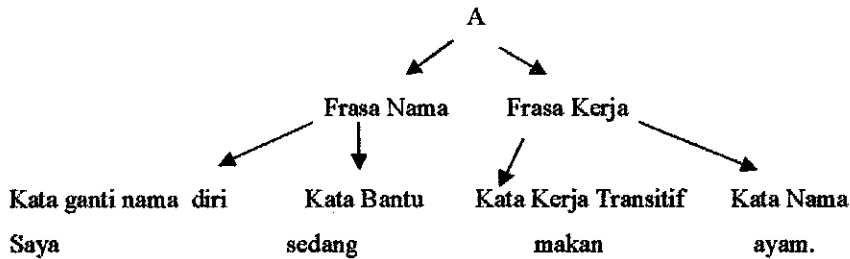 A
Frasa Nama Frasa Kerja
Kata ganti nama diri Kata Bantu Kata Kerja Transitif Kata Nama
Saya sedang makan ayam.